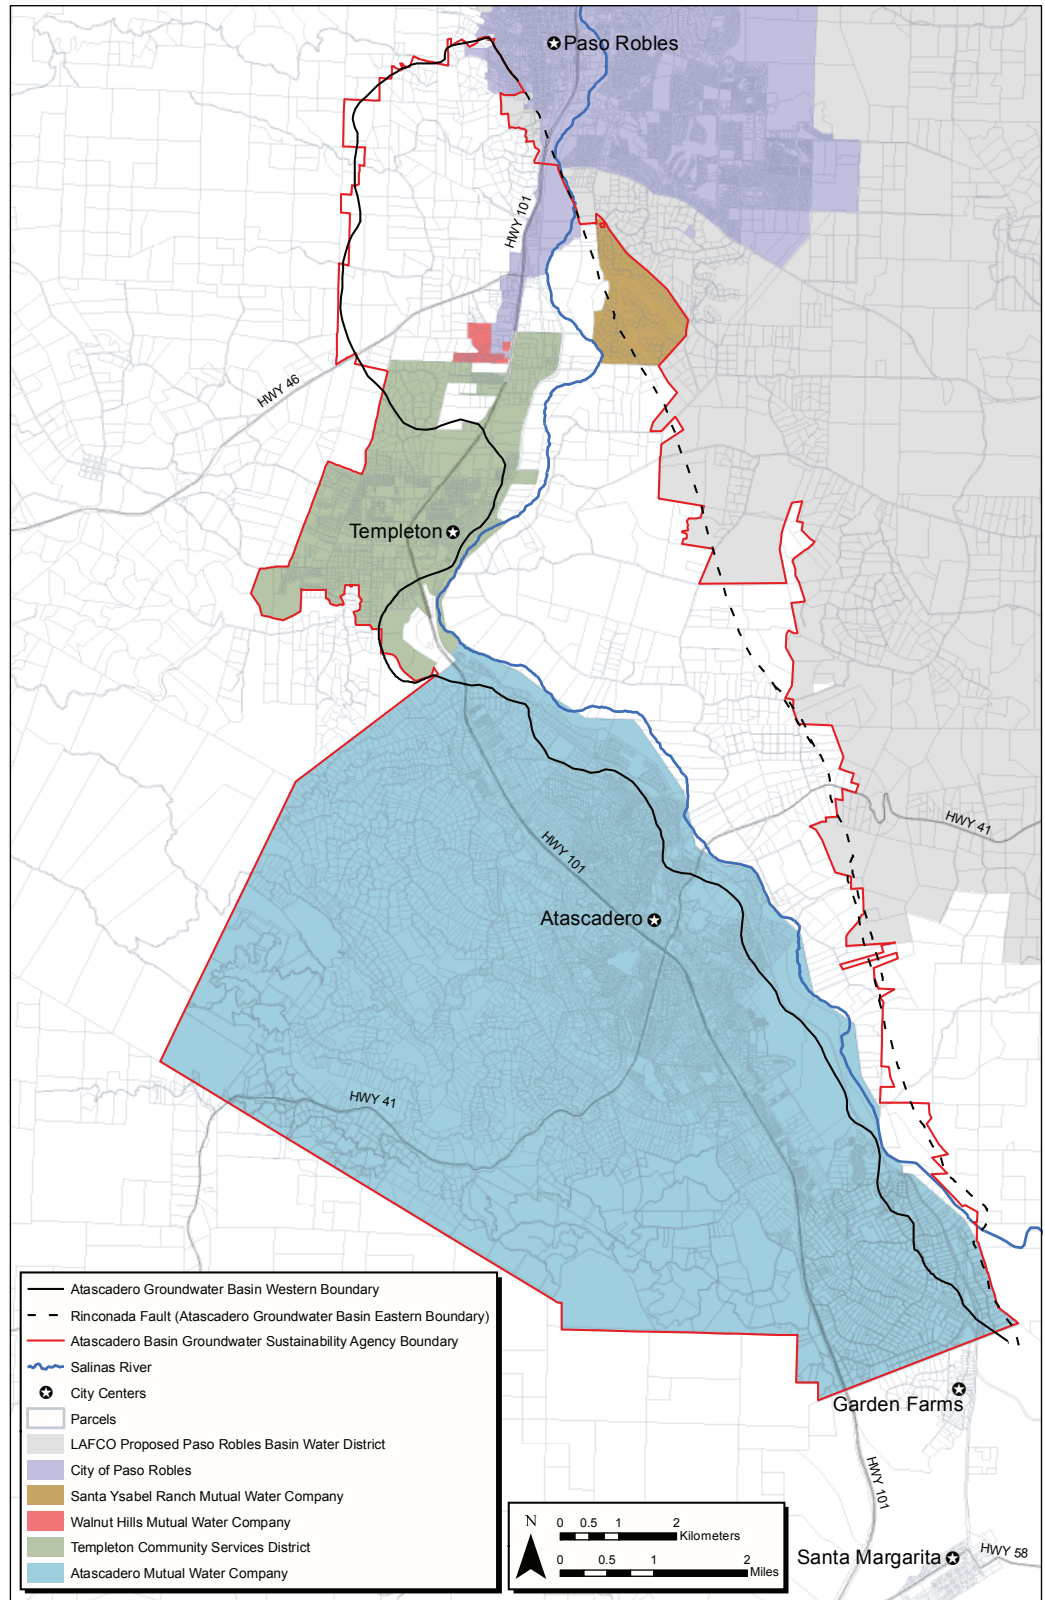 Paso Robles
HWY 101
HWY 46
Templeton
HWY 41
HWY 101
Atascadero
HWY 41
Atascadero Groundwater Basin Western Boundary
Rinconada Fault (Atascadero Groundwater Basin Eastern Boundary)
Atascadero Basin Groundwater Sustainability Agency Boundary
Salinas River
City Centers
Parcels
LAFCO Proposed Paso Robles Basin Water District
City of Paso Robles
Santa Ysabel Ranch Mutual Water Company
Walnut Hills Mutual Water Company
Templeton Community Services District
Atascadero Mutual Water Company
Garden Farms
HWY 101
N
0 0.5 1 2
Kilometers
0 0.5 1 2
Miles
Santa Margarita
HWY 58